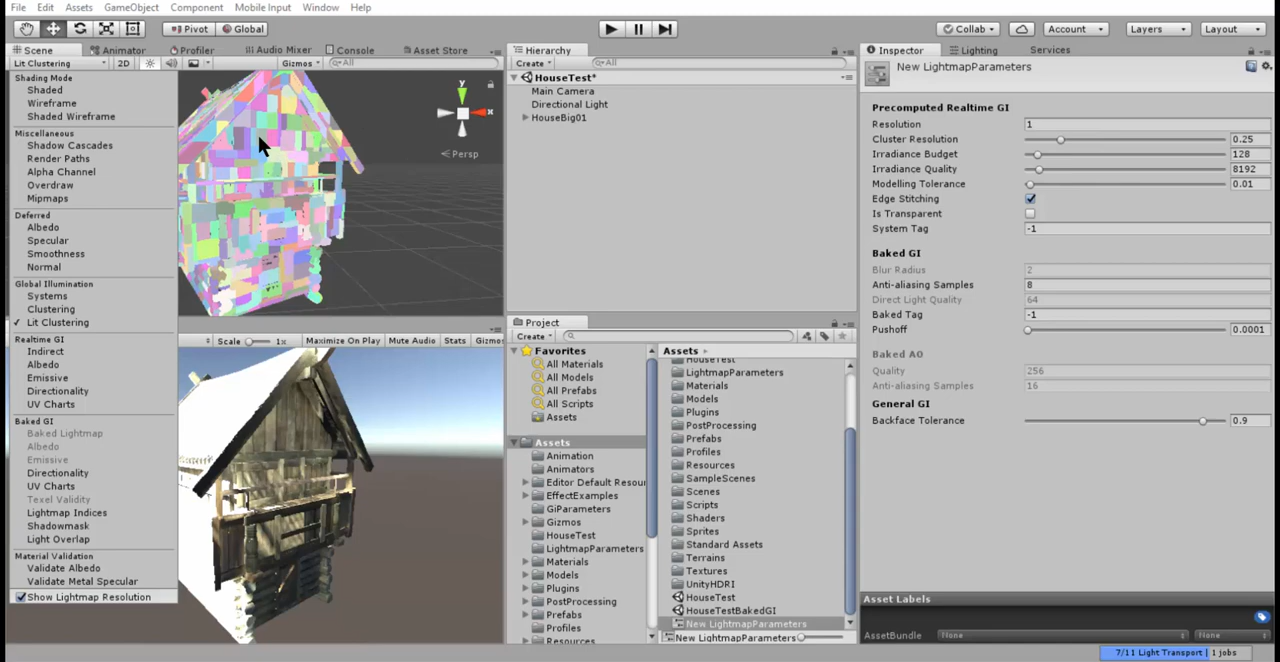 File Edit Assets GameObject Component Mobile Input Window Help
Pivot Global Collab Account Layers Layout
Scene Animator Profiler Audio Mixer Console Asset Store
Lit Clustering 2D Gizmos All
Shading Mode
Shaded
Wireframe
Shaded Wireframe
Miscellaneous
Shadow Cascades
Render Paths
Alpha Channel
Overdraw
Mipmaps
Deferred
Albedo
Specular
Smoothness
Normal
Global Illumination
Systems
Clustering
✓ Lit Clustering
Realtime GI
Indirect
Albedo
Emissive
Directionality
UV Charts
Baked GI
Baked Lightmap
Albedo
Emissive
Directionality
UV Charts
Texel Validity
Lightmap Indices
Shadowmask
Light Overlap
Material Validation
Validate Albedo
Validate Metal Specular
Show Lightmap Resolution
y
x
Persp
Scale 1x Maximize On Play Mute Audio Stats Gizmos
Hierarchy
Create All
HouseTest*
Main Camera
Directional Light
HouseBig01
Project
Create
Favorites
All Materials
All Models
All Prefabs
All Scripts
Assets
Assets
Animation
Animators
Editor Default Resour
EffectExamples
GiParameters
Gizmos
HouseTest
LightmapParameters
Materials
Models
Plugins
PostProcessing
Prefabs
Profiles
Resources
Assets
HouseTest
LightmapParameters
Materials
Models
Plugins
PostProcessing
Prefabs
Profiles
Resources
SampleScenes
Scenes
Scripts
Shaders
Sprites
Standard Assets
Terrains
Textures
UnityHDRI
HouseTest
HouseTestBakedGI
New LightmapParameters
New LightmapParameters
Inspector Lighting Services
New LightmapParameters
Precomputed Realtime GI
Resolution 1
Cluster Resolution 0.25
Irradiance Budget 128
Irradiance Quality 8192
Modelling Tolerance 0.01
Edge Stitching
Is Transparent
System Tag -1
Baked GI
Blur Radius 2
Anti-aliasing Samples 8
Direct Light Quality 64
Baked Tag -1
Pushoff 0.0001
Baked AO
Quality 256
Anti-aliasing Samples 16
General GI
Backface Tolerance 0.9
Asset Labels
AssetBundle None None
7/11 Light Transport | 1 jobs